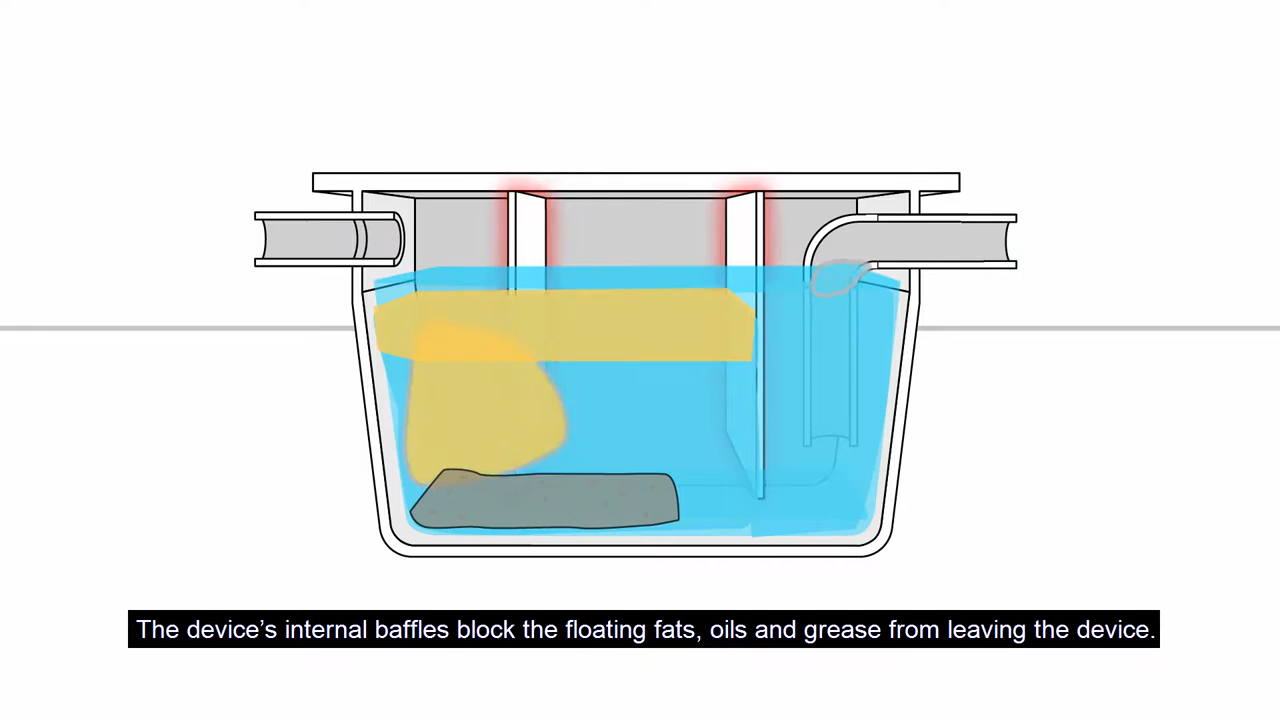 The device’s internal baffles block the floating fats, oils and grease from leaving the device.